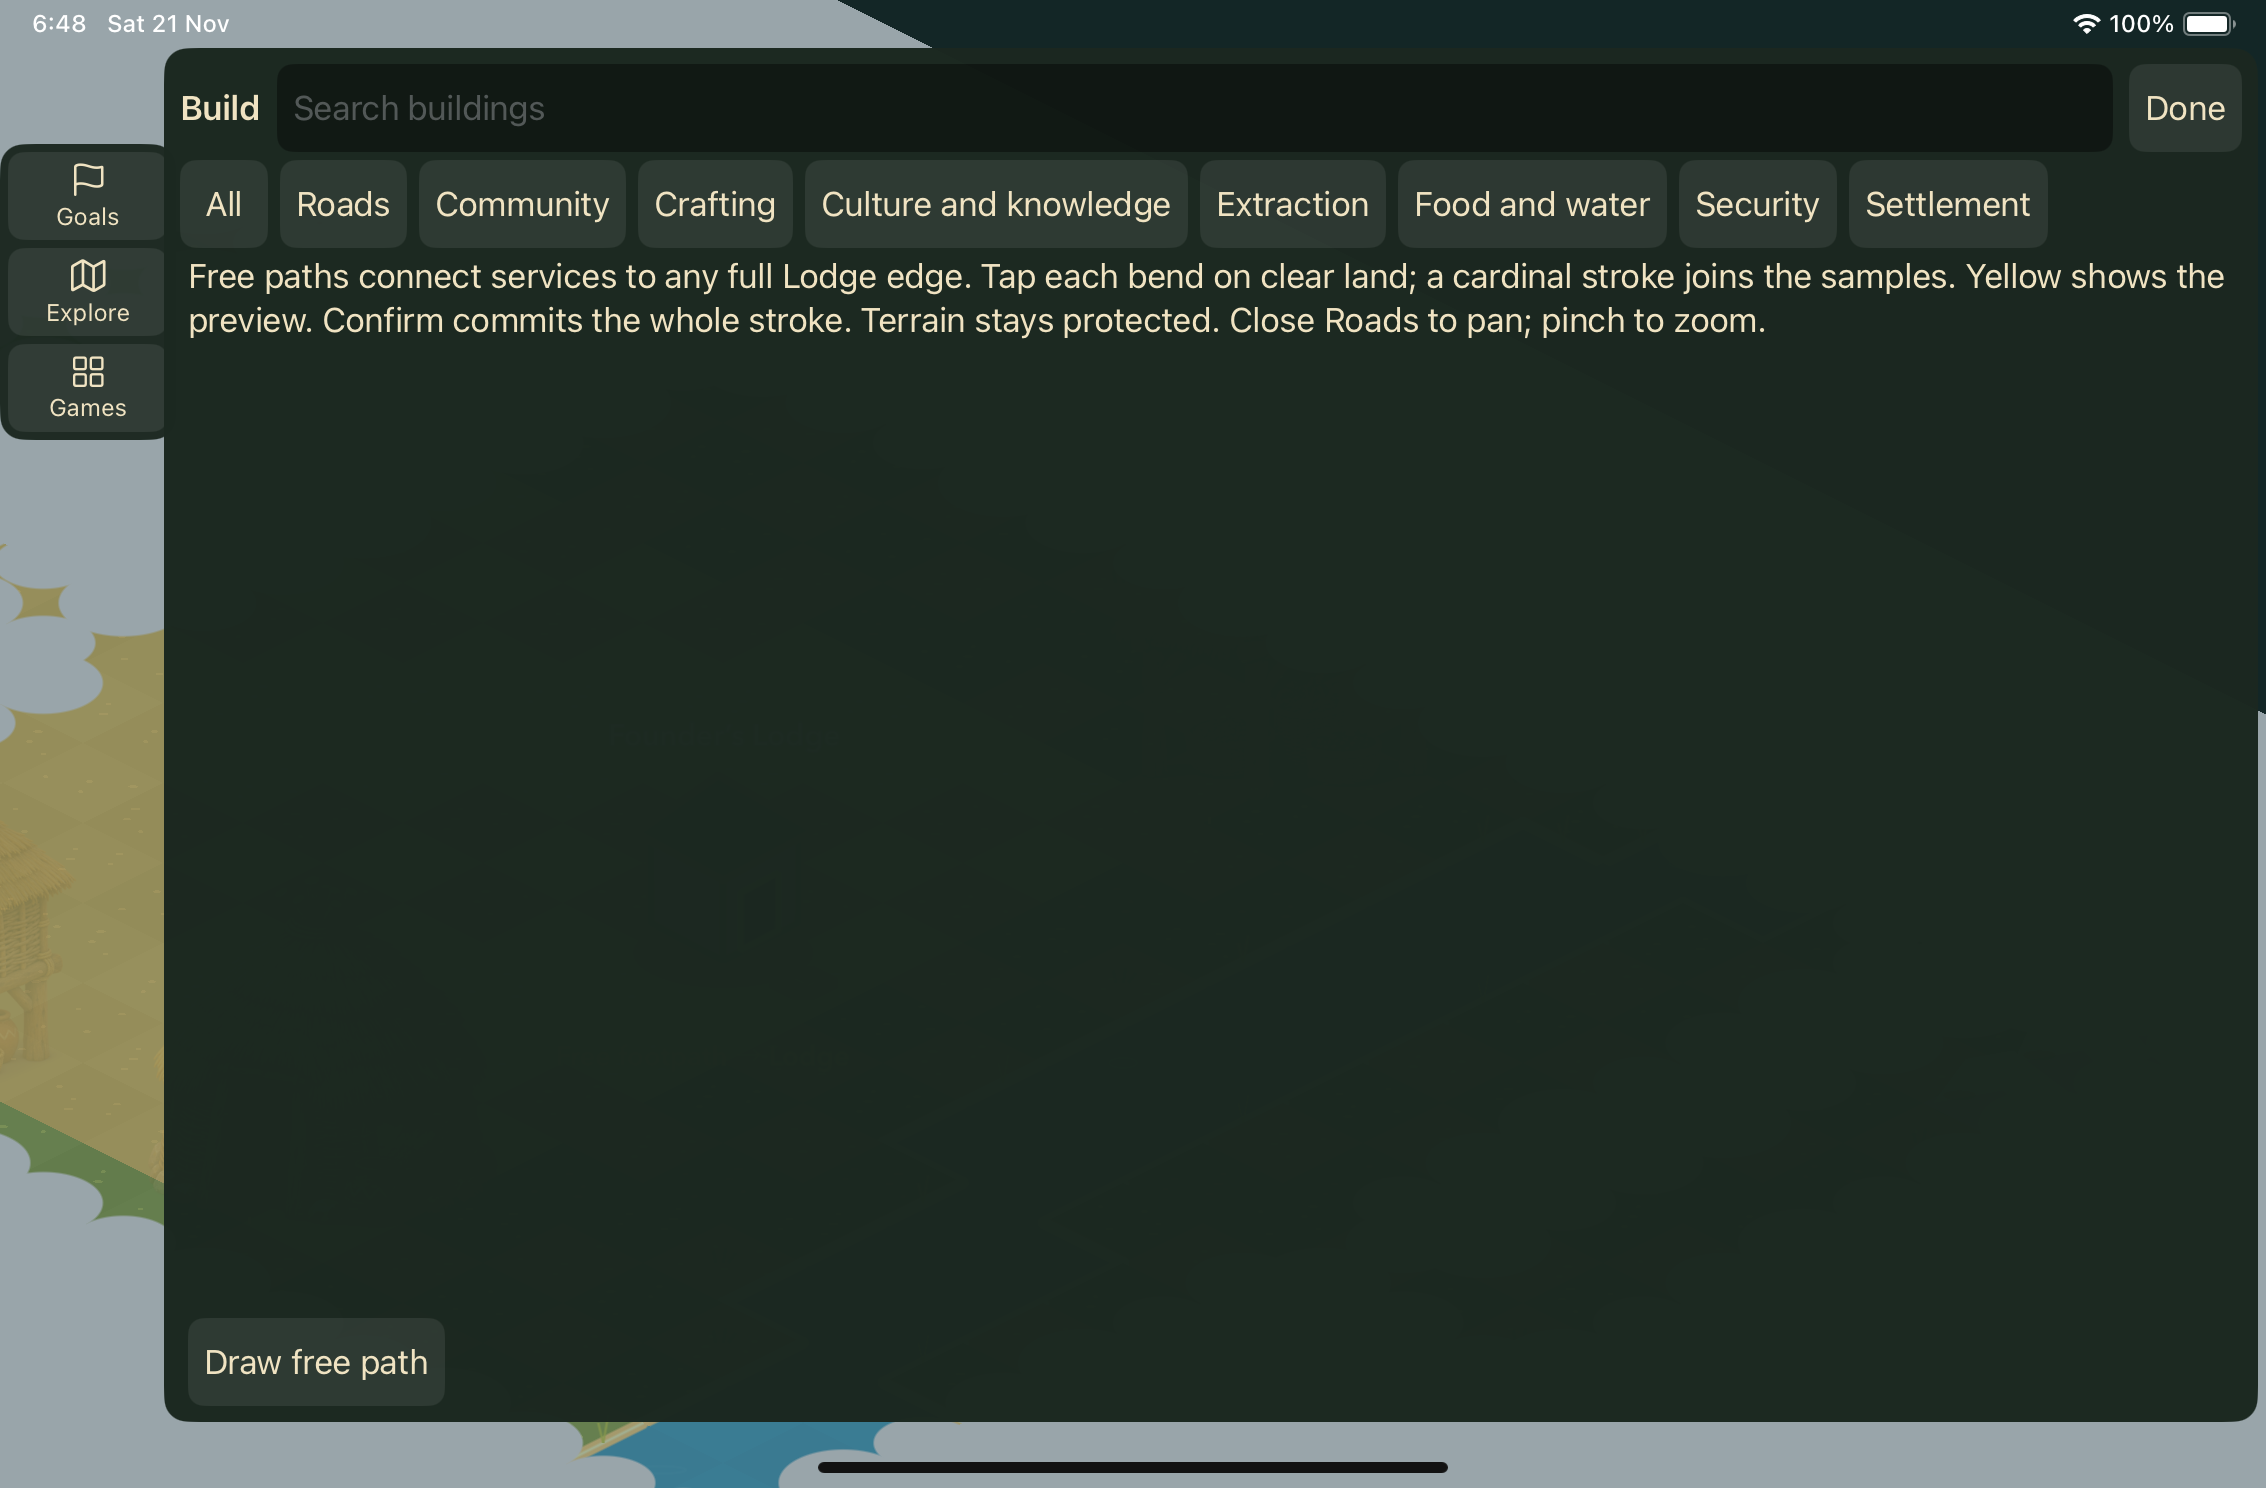 6:48 Sat 21 Nov 100%
Build Search buildings Done
Goals
Explore
Games
All Roads Community Crafting Culture and knowledge Extraction Food and water Security Settlement
Free paths connect services to any full Lodge edge. Tap each bend on clear land; a cardinal stroke joins the samples. Yellow shows the
preview. Confirm commits the whole stroke. Terrain stays protected. Close Roads to pan; pinch to zoom.
Draw free path